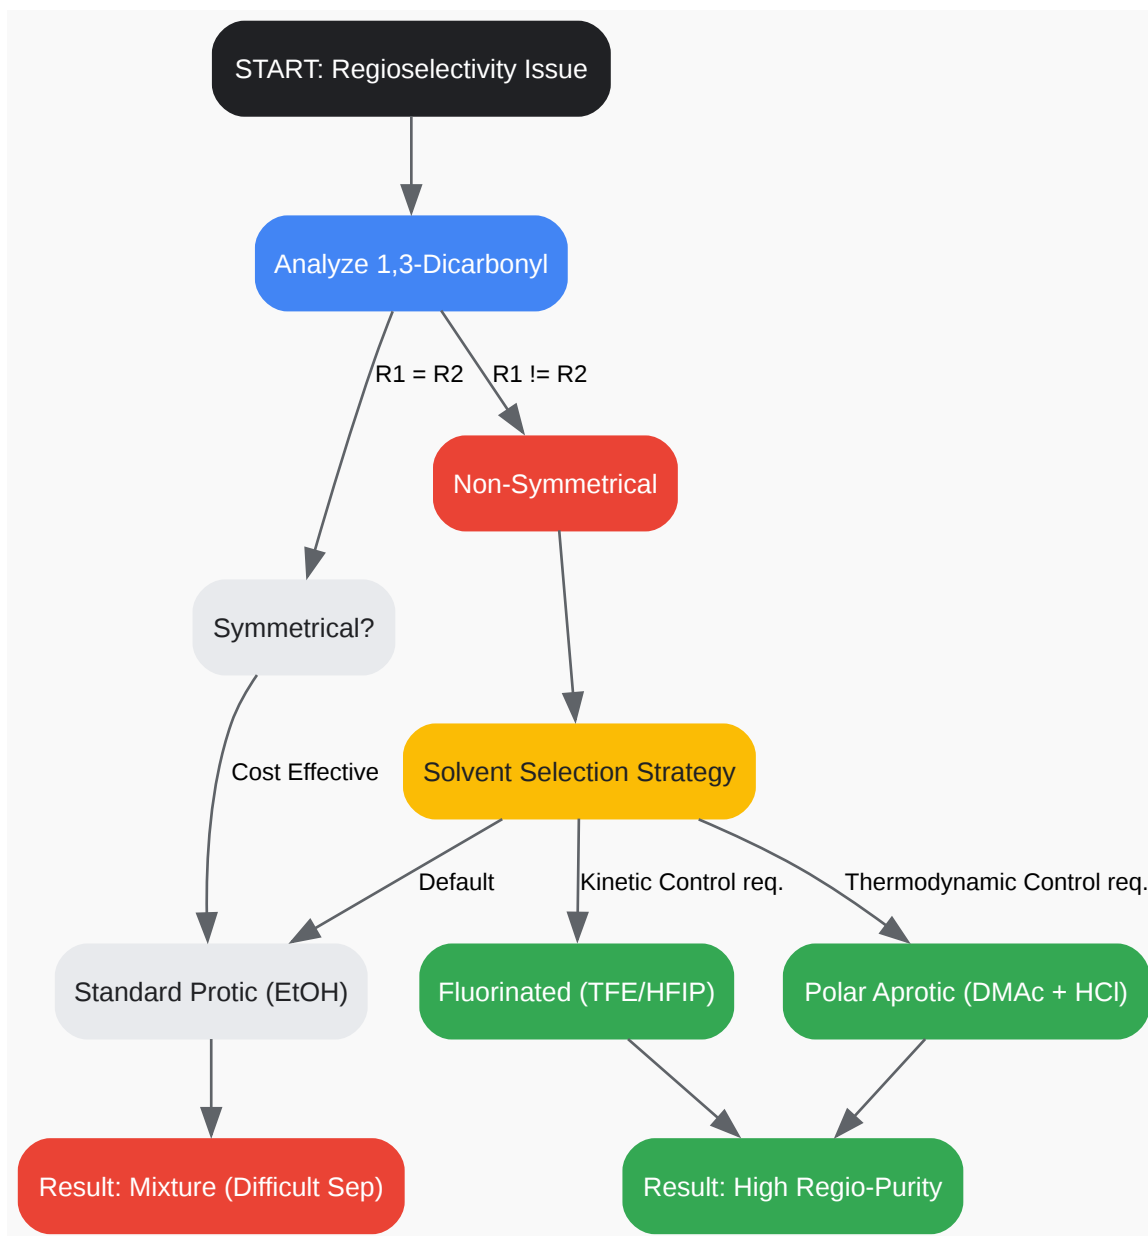 START: Regioselectivity Issue
Analyze 1,3-Dicarbonyl
R1 = R2
R1 != R2
Non-Symmetrical
Symmetrical?
Cost Effective
Solvent Selection Strategy
Default
Kinetic Control req.
Thermodynamic Control req.
Standard Protic (EtOH)
Fluorinated (TFE/HFIP)
Polar Aprotic (DMAc + HCl)
Result: Mixture (Difficult Sep)
Result: High Regio-Purity